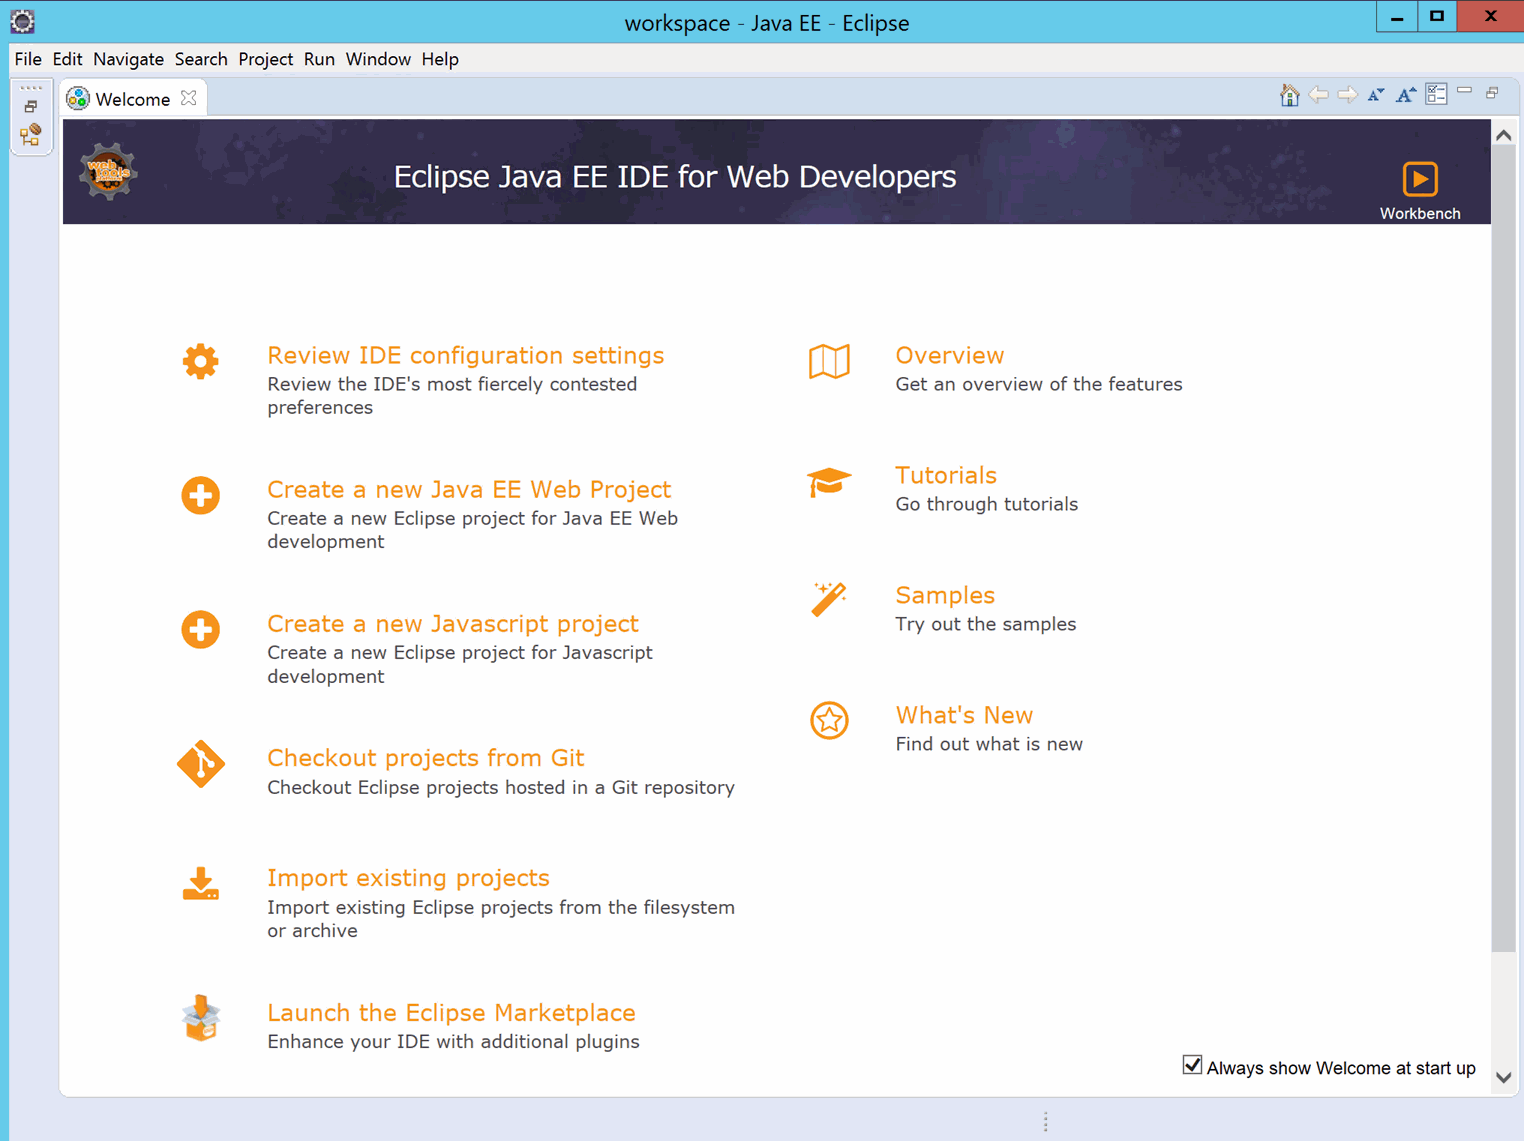 workspace - Java EE - Eclipse
File Edit Navigate Search Project Run Window Help
Welcome
web tools
Eclipse Java EE IDE for Web Developers
Workbench
Review IDE configuration settings
Review the IDE's most fiercely contested
preferences
Create a new Java EE Web Project
Create a new Eclipse project for Java EE Web
development
Create a new Javascript project
Create a new Eclipse project for Javascript
development
Checkout projects from Git
Checkout Eclipse projects hosted in a Git repository
Import existing projects
Import existing Eclipse projects from the filesystem
or archive
Launch the Eclipse Marketplace
Enhance your IDE with additional plugins
Overview
Get an overview of the features
Tutorials
Go through tutorials
Samples
Try out the samples
What's New
Find out what is new
Always show Welcome at start up